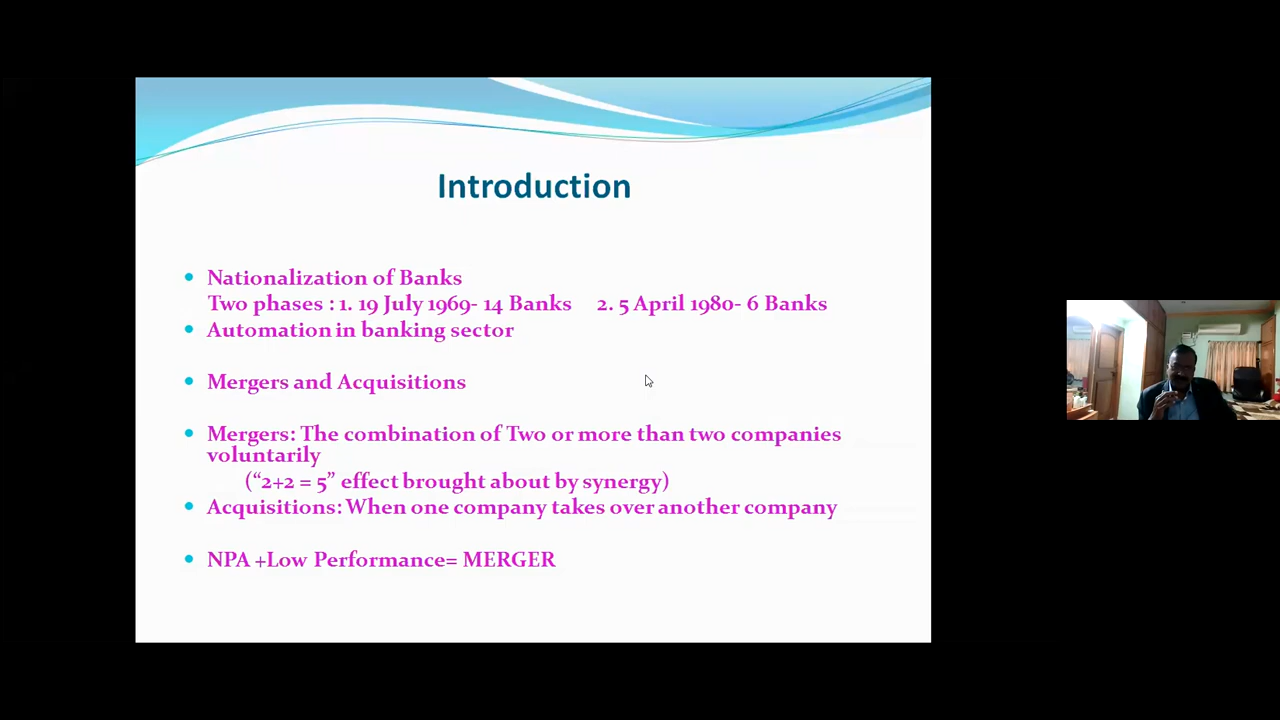 Introduction
Nationalization of Banks
Two phases : 1. 19 July 1969- 14 Banks 2. 5 April 1980- 6 Banks
Automation in banking sector
Mergers and Acquisitions
Mergers: The combination of Two or more than two companies
voluntarily
(“2+2 = 5” effect brought about by synergy)
Acquisitions: When one company takes over another company
NPA +Low Performance= MERGER